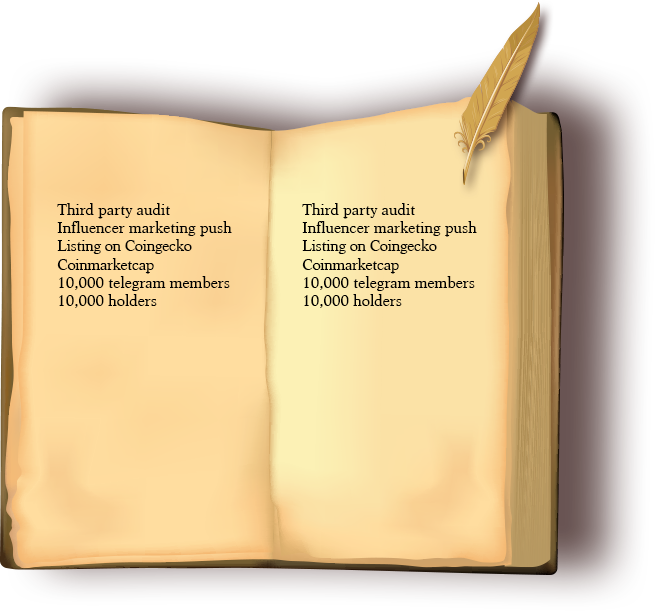 Third party audit
Influencer marketing push
Listing on Coingecko
Coinmarketcap
10,000 telegram members
10,000 holders
Third party audit
Influencer marketing push
Listing on Coingecko
Coinmarketcap
10,000 telegram members
10,000 holders